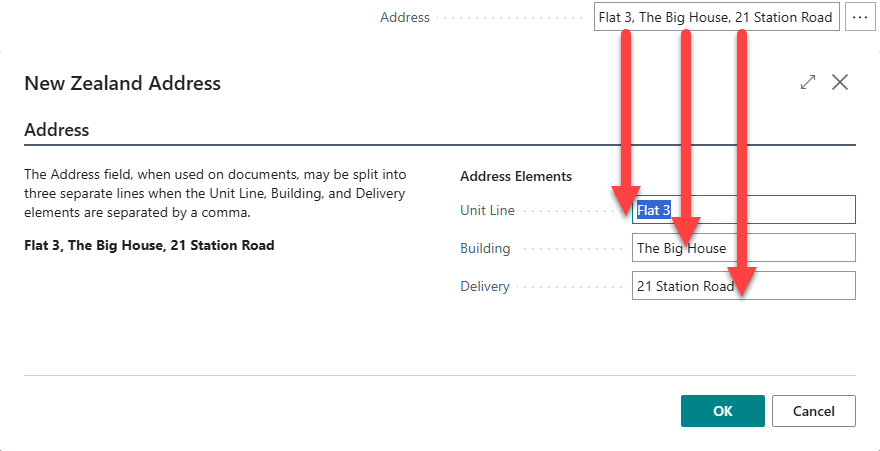 Address
Flat 3, The Big House, 21 Station Road
...
New Zealand Address
Address
The Address field, when used on documents, may be split into
three separate lines when the Unit Line, Building, and Delivery
elements are separated by a comma.
Flat 3, The Big House, 21 Station Road
Address Elements
Unit Line
Flat 3
Building
The Big House
Delivery
21 Station Road
OK
Cancel